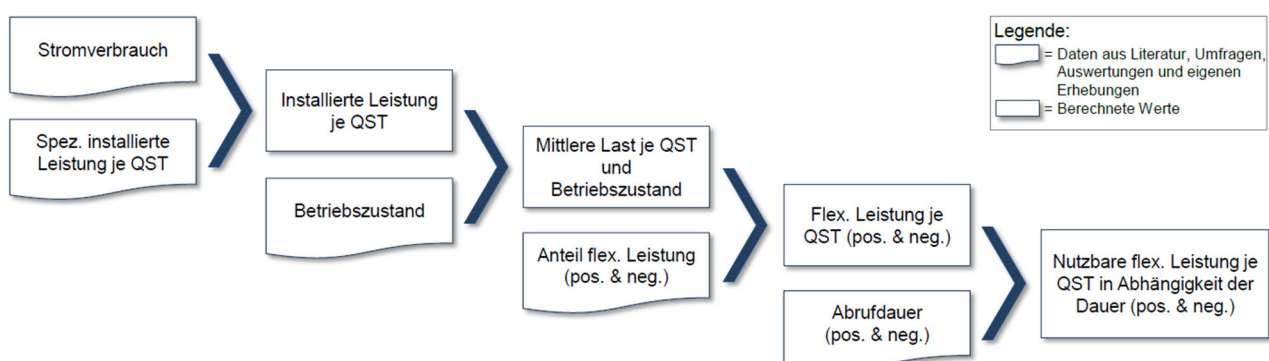 Stromverbrauch
Spez. installierte
Leistung je QST
Installierte Leistung
je QST
Betriebszustand
Mittlere Last je QST
und
Betriebszustand
Anteil flex. Leistung
(pos. & neg.)
Flex. Leistung je
QST (pos. & neg.)
Abrufdauer
(pos. & neg.)
Nutzbare flex. Leistung je
QST in Abhängigkeit der
Dauer (pos. & neg.)
Legende:
= Daten aus Literatur, Umfragen,
Auswertungen und eigenen
Erhebungen
= Berechnete Werte